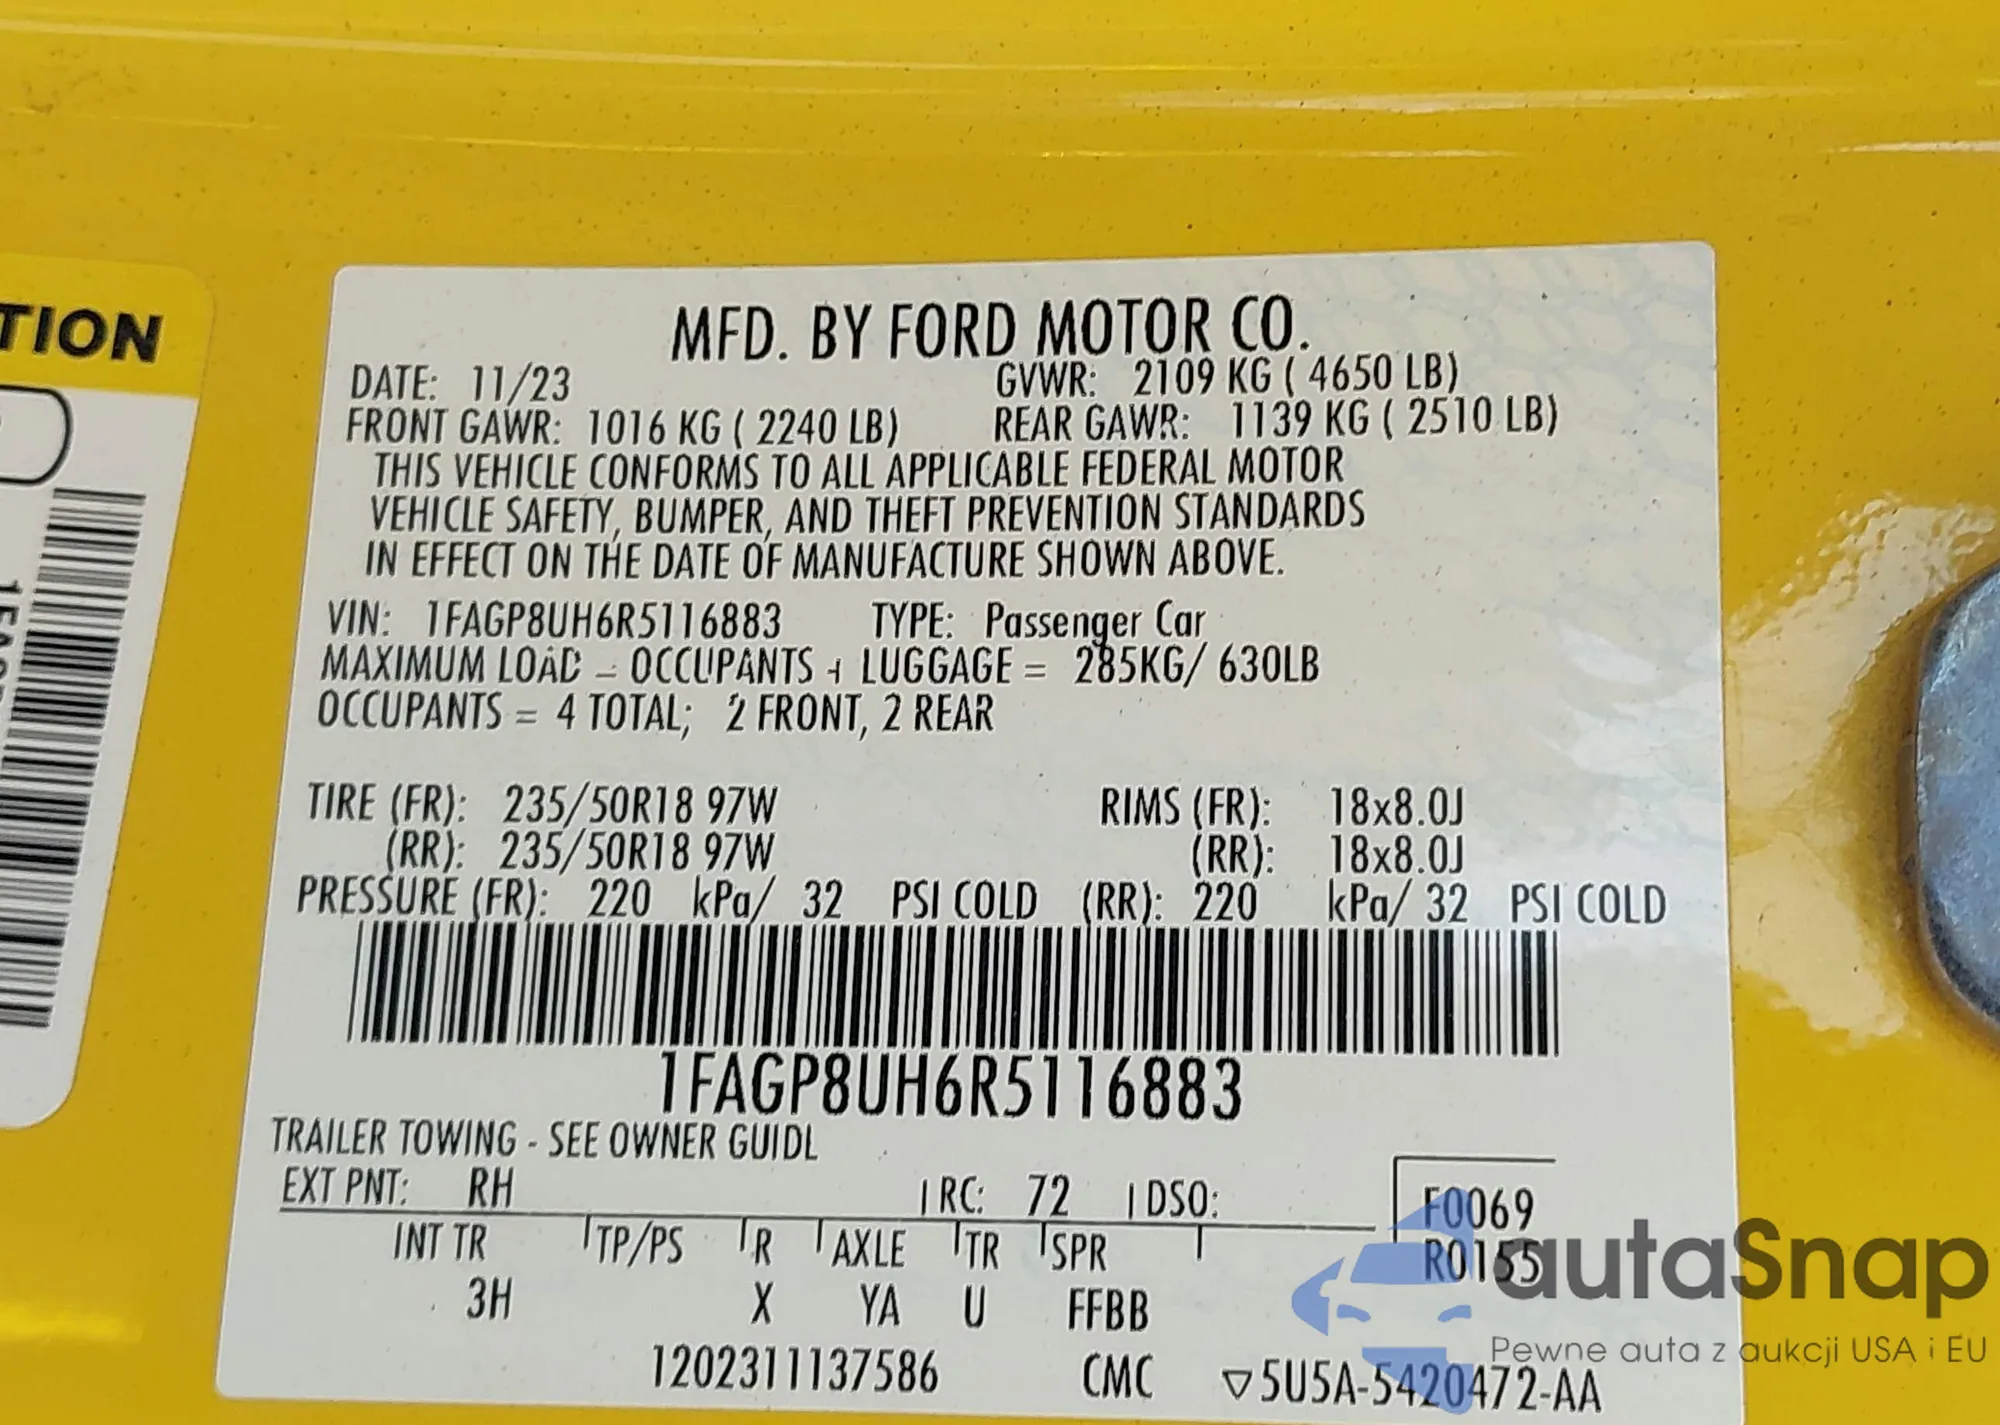 TION
MFD. BY FORD MOTOR CO.
DATE: 11/23 GVWR: 2109 KG ( 4650 LB)
FRONT GAWR: 1016 KG ( 2240 LB) REAR GAWR: 1139 KG ( 2510 LB)
THIS VEHICLE CONFORMS TO ALL APPLICABLE FEDERAL MOTOR
VEHICLE SAFETY, BUMPER, AND THEFT PREVENTION STANDARDS
IN EFFECT ON THE DATE OF MANUFACTURE SHOWN ABOVE.
VIN: 1FAGP8UH6R5116883 TYPE: Passenger Car
MAXIMUM LOAD = OCCUPANTS + LUGGAGE = 285KG/ 630LB
OCCUPANTS = 4 TOTAL; 2 FRONT, 2 REAR
TIRE (FR): 235/50R18 97W RIMS (FR): 18x8.0J
(RR): 235/50R18 97W (RR): 18x8.0J
PRESSURE (FR): 220 kPa/ 32 PSI COLD (RR): 220 kPa/ 32 PSI COLD
1FAGP8UH6R5116883
TRAILER TOWING - SEE OWNER GUIDE
EXT PNT: RH RC: 72 DSO: F0069
R0155
INT TR TP/PS R AXLE TR SPR
3H X YA U FFBB
1202311137586 CMC ▽5U5A-5420472-AA
autaSnap
Pewne auta z aukcji USA i EU